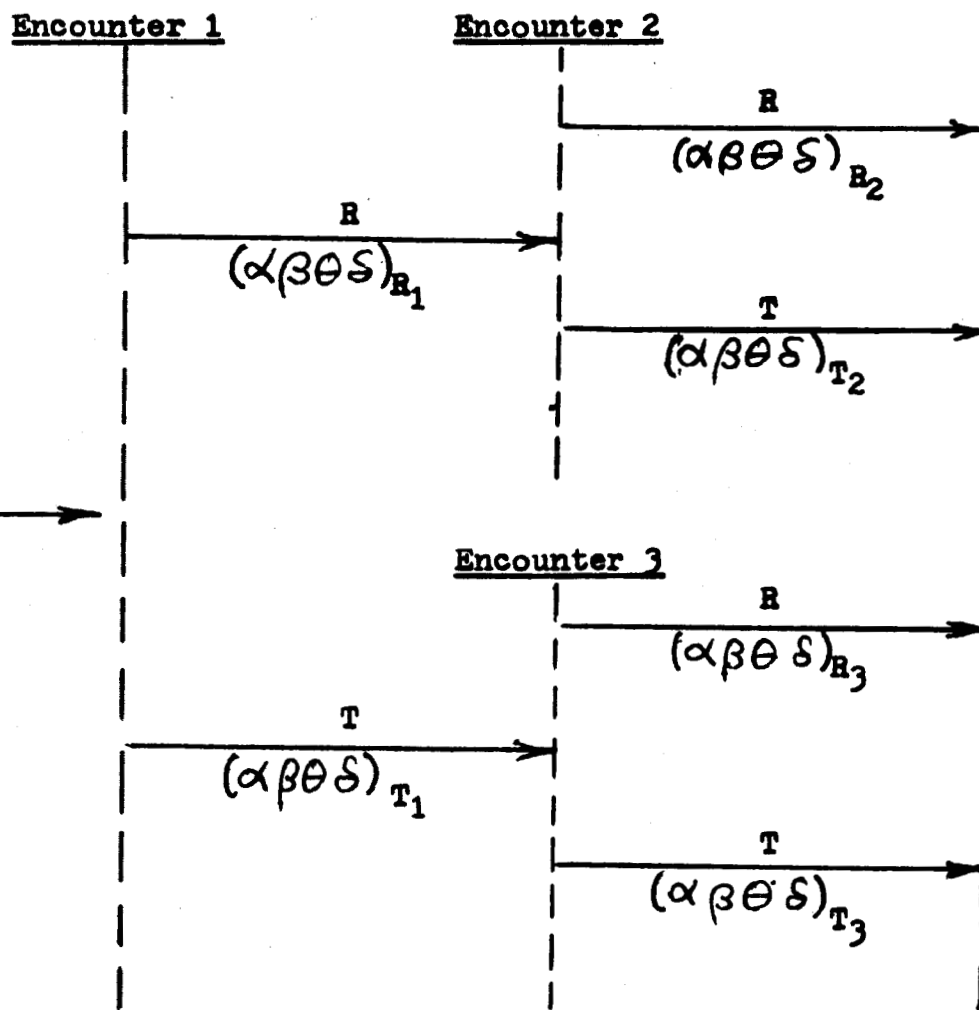 Encounter 1
Encounter 2
R
(αβθδ)R₂
R
(αβθδ)R₁
T
(αβθδ)T₂
Encounter 3
R
(αβθδ)R₃
T
(αβθδ)T₁
T
(αβθδ)T₃